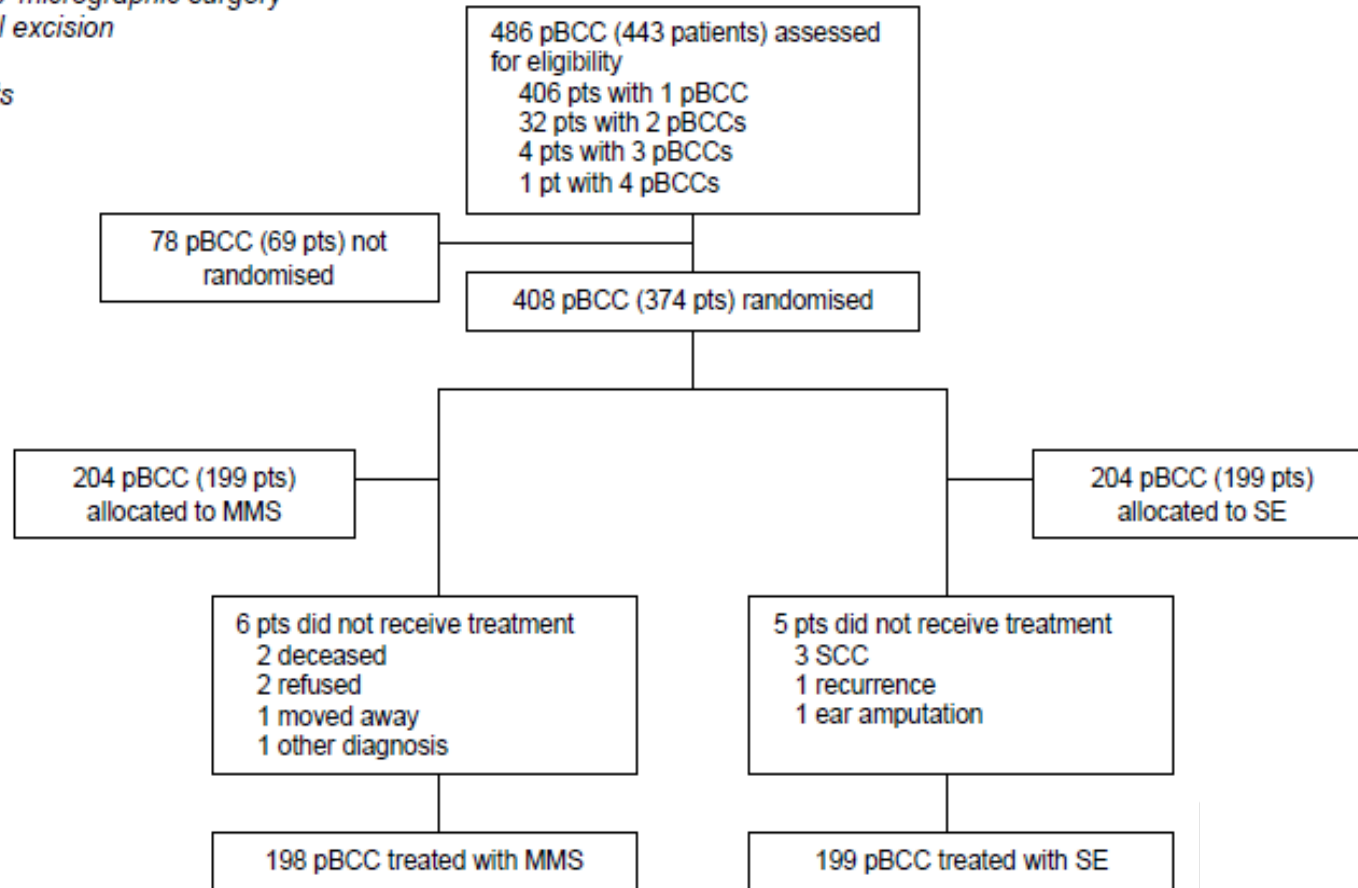 micrographic surgery
excision
486 pBCC (443 patients) assessed
for eligibility
406 pts with 1 pBCC
32 pts with 2 pBCCs
4 pts with 3 pBCCs
1 pt with 4 pBCCs
78 pBCC (69 pts) not
randomised
408 pBCC (374 pts) randomised
204 pBCC (199 pts)
allocated to MMS
204 pBCC (199 pts)
allocated to SE
6 pts did not receive treatment
2 deceased
2 refused
1 moved away
1 other diagnosis
5 pts did not receive treatment
3 SCC
1 recurrence
1 ear amputation
198 pBCC treated with MMS
199 pBCC treated with SE